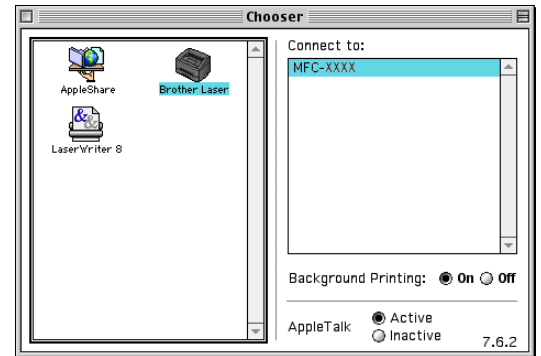 Chooser
AppleShare
Brother Laser
LaserWriter 8
Connect to:
MFC-XXXX
Background Printing: On Off
AppleTalk
Active
Inactive
7.6.2